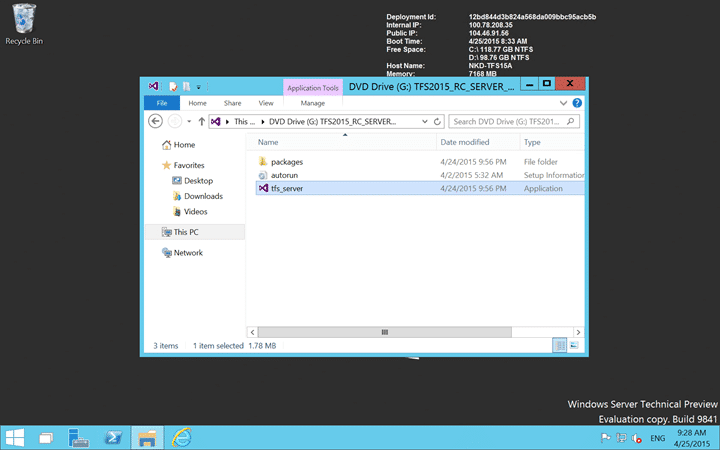 Recycle Bin
Deployment Id: 12bd844d3b824a568da009bbc95acb5b
Internal IP: 100.78.208.35
Public IP: 104.46.91.56
Boot Time: 4/25/2015 8:33 AM
Free Space: C:\ 118.77 GB NTFS
D:\ 98.76 GB NTFS
Host Name: NKD-TFS15A
Memory: 7168 MB
Application Tools DVD Drive (G:) TFS2015_RC_SERVER_...
File Home Share View Manage
This ... DVD Drive (G:) TFS2015_RC_SERVER... Search DVD Drive (G:) TFS201...
Name Date modified Type
Home
Favorites
Desktop
Downloads
Videos
This PC
Network
packages 4/24/2015 9:56 PM File folder
autorun 4/2/2015 5:32 AM Setup Information
tfs_server 4/24/2015 9:56 PM Application
3 items 1 item selected 1.78 MB
Windows Server Technical Preview
Evaluation copy. Build 9841
ENG 9:28 AM
4/25/2015